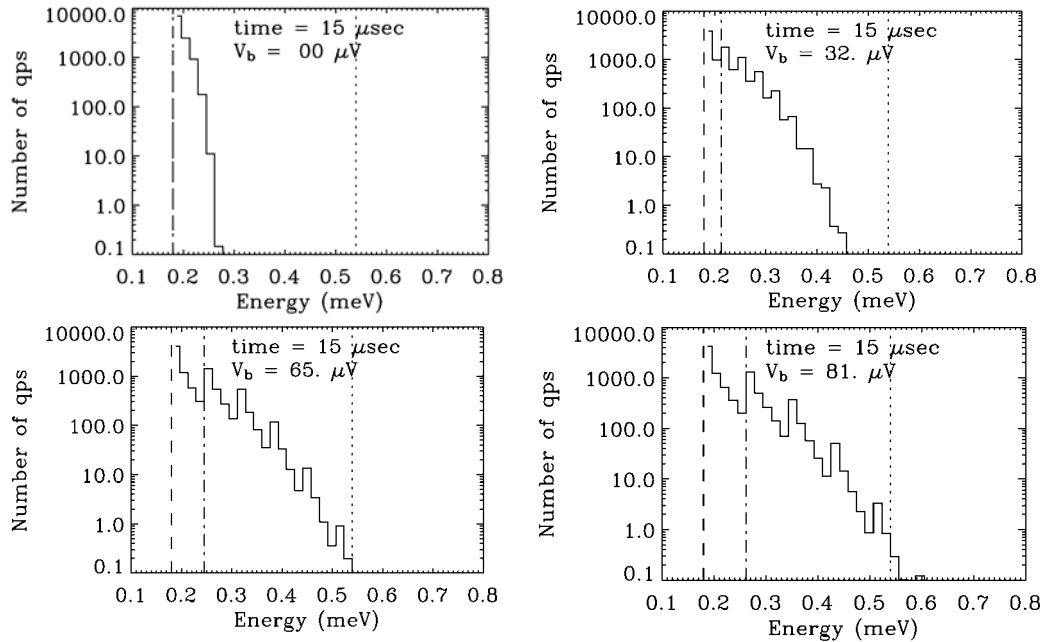 time = 15 μsec
V_b = 00 μV
Number of qps
10000.0
1000.0
100.0
10.0
1.0
0.1
0.1 0.2 0.3 0.4 0.5 0.6 0.7 0.8
Energy (meV)
time = 15 μsec
V_b = 32. μV
Number of qps
10000.0
1000.0
100.0
10.0
1.0
0.1
0.1 0.2 0.3 0.4 0.5 0.6 0.7 0.8
Energy (meV)
time = 15 μsec
V_b = 65. μV
Number of qps
10000.0
1000.0
100.0
10.0
1.0
0.1
0.1 0.2 0.3 0.4 0.5 0.6 0.7 0.8
Energy (meV)
time = 15 μsec
V_b = 81. μV
Number of qps
10000.0
1000.0
100.0
10.0
1.0
0.1
0.1 0.2 0.3 0.4 0.5 0.6 0.7 0.8
Energy (meV)